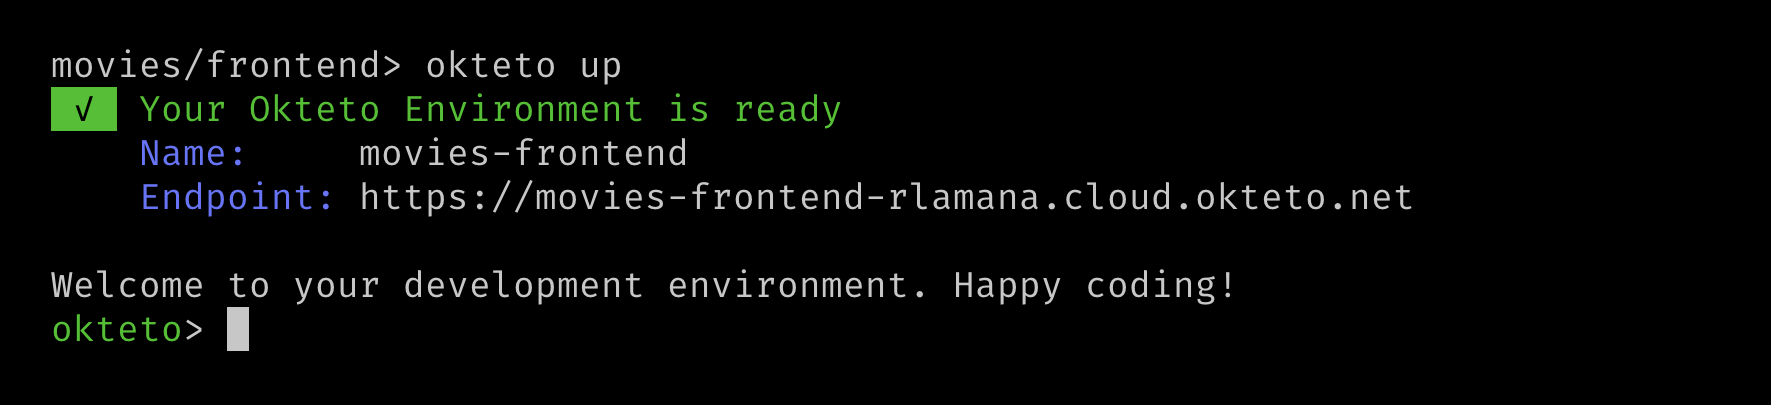 movies/frontend> okteto up
√ Your Okteto Environment is ready
Name: movies-frontend
Endpoint: https://movies-frontend-rlamana.cloud.okteto.net
Welcome to your development environment. Happy coding!
okteto>